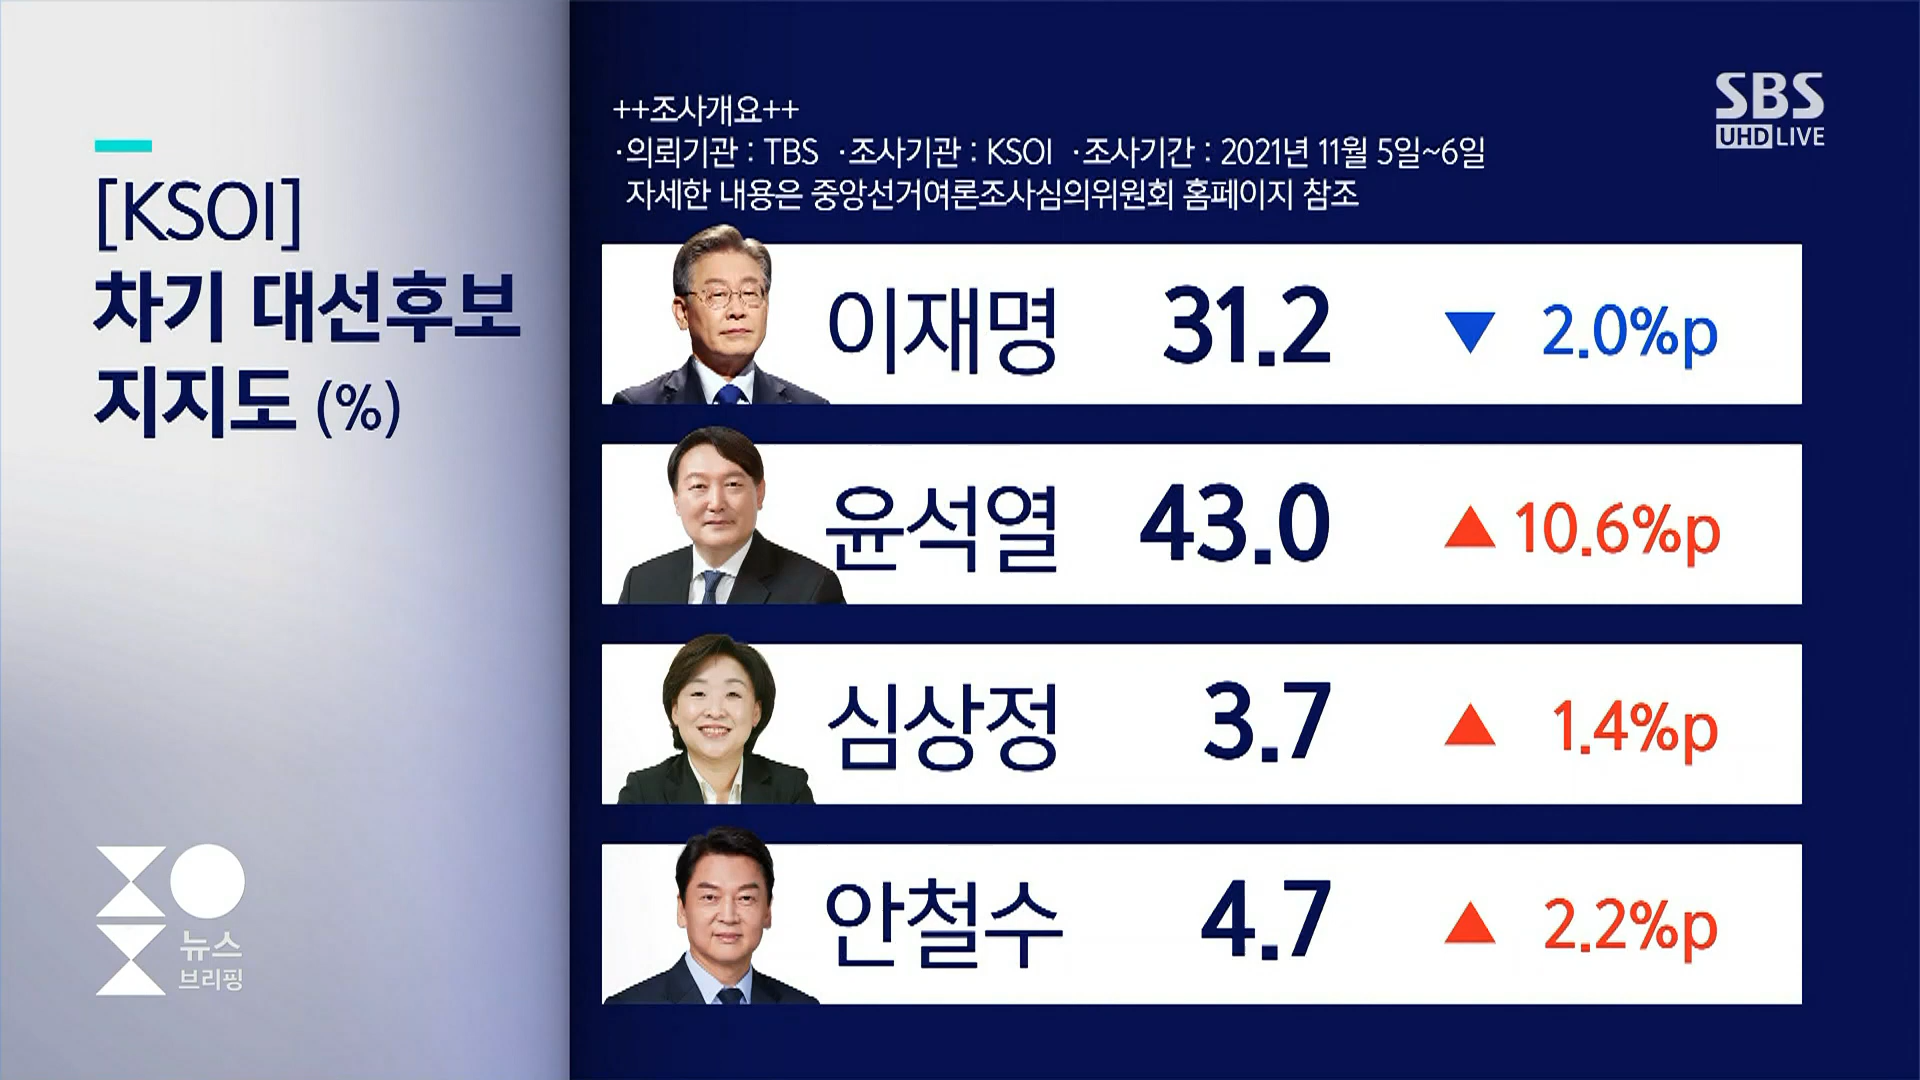 [KSOI]
차기 대선후보
지지도 (%)
++조사개요++
·의뢰기관 : TBS ·조사기관 : KSOI ·조사기간 : 2021년 11월 5일~6일
자세한 내용은 중앙선거여론조사심의위원회 홈페이지 참조
SBS
UHD LIVE
이재명 31.2 ▼ 2.0%p
윤석열 43.0 ▲ 10.6%p
심상정 3.7 ▲ 1.4%p
안철수 4.7 ▲ 2.2%p
뉴스
브리핑